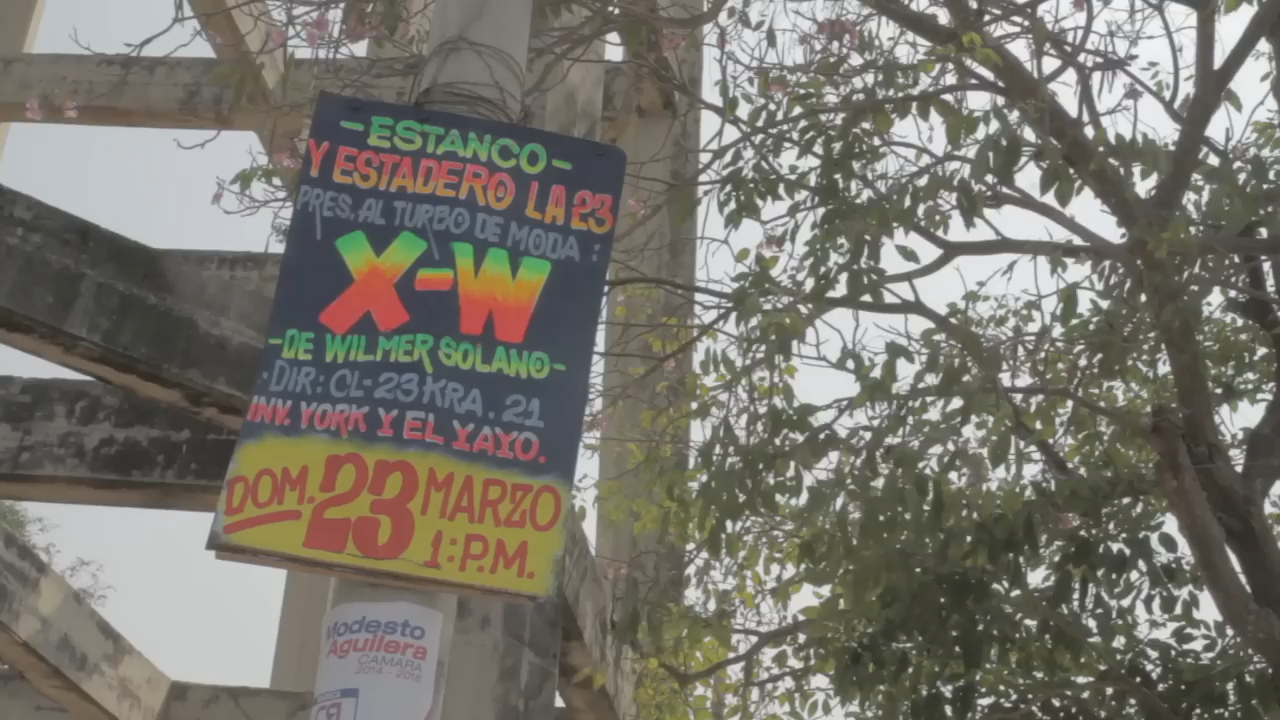 -ESTANCO-
Y ESTADERO LA 23
PRES. AL TURBO DE MODA :
X-W
-DE WILMER SOLANO-
·DIR: CL-23 KRA. 21
INV. YORK Y EL YAYO.
DOM. 23 MARZO
1:P.M.
Modesto
Aguilera
CAMARA
2014 - 2018